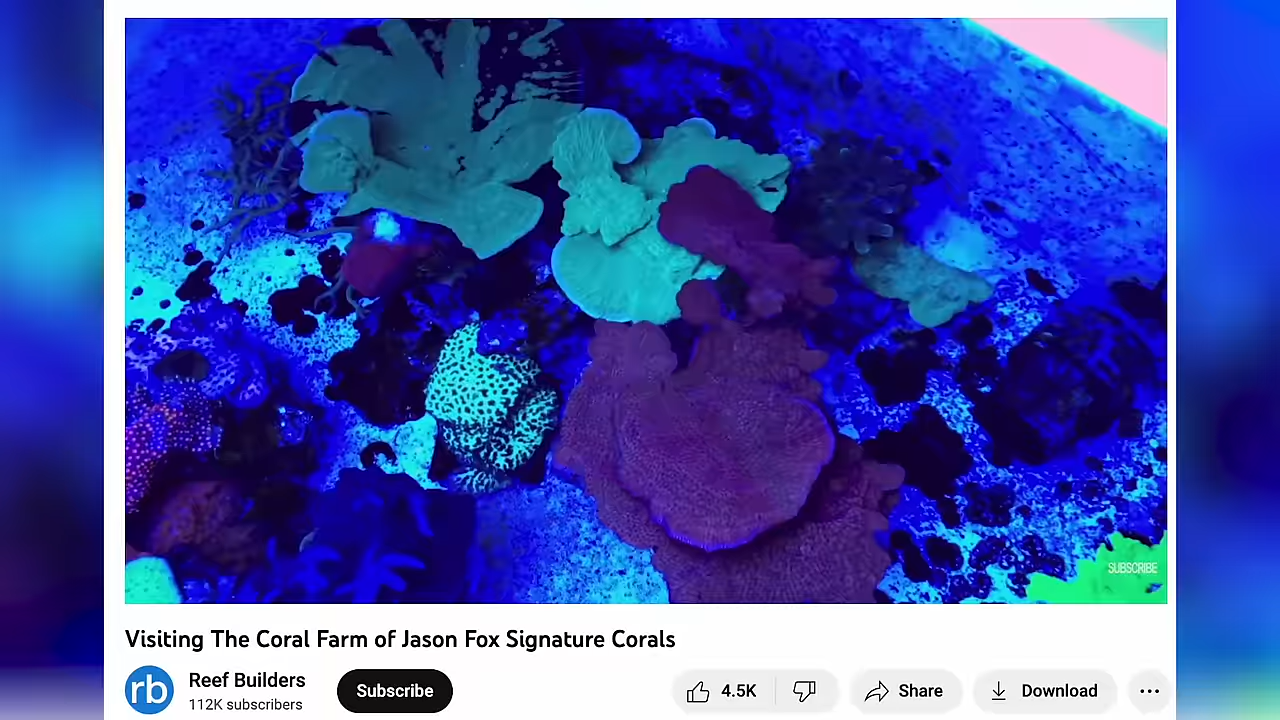 SUBSCRIBE
Visiting The Coral Farm of Jason Fox Signature Corals
rb
Reef Builders
112K subscribers
Subscribe
4.5K
Share
Download